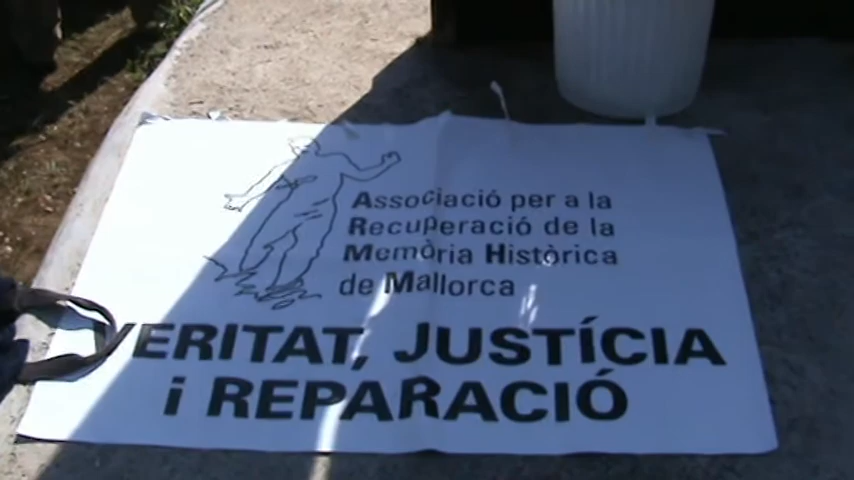 Associació per a la
Recuperació de la
Memòria Històrica
de Mallorca
VERITAT, JUSTÍCIA
i REPARACIÓ